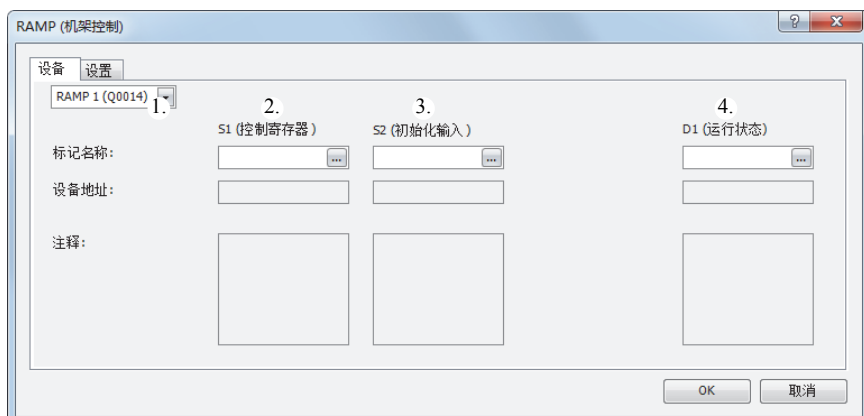 RAMP (机架控制)
设备 设置
RAMP 1 (Q0014) 1. 2. 3. 4.
S1 (控制寄存器) S2 (初始化输入) D1 (运行状态)
标记名称: ... ... ...
设备地址:
注释:
OK 取消